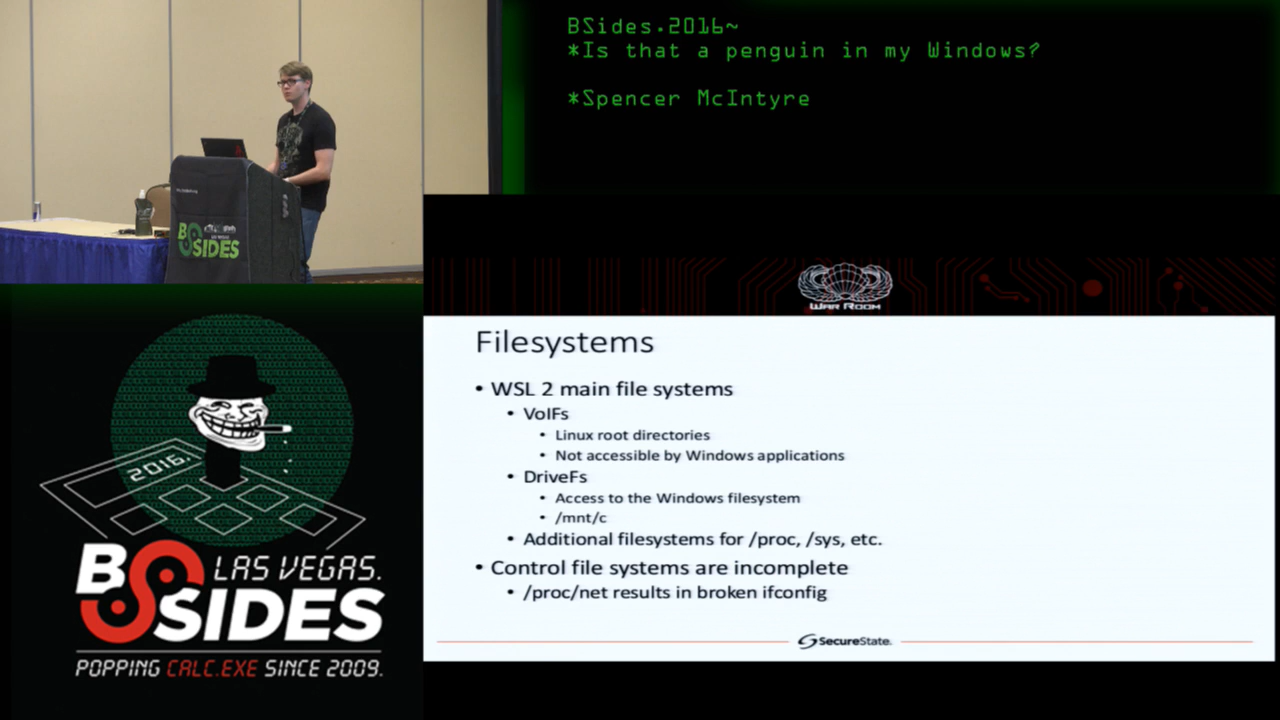 BSides.2016~
*Is that a penguin in my Windows?
*Spencer McIntyre
BSIDES
WAR ROOM
Filesystems
• WSL 2 main file systems
• VolFs
• Linux root directories
• Not accessible by Windows applications
• DriveFs
• Access to the Windows filesystem
• /mnt/c
• Additional filesystems for /proc, /sys, etc.
• Control file systems are incomplete
• /proc/net results in broken ifconfig
SecureState.
2016.
BSIDES
LAS VEGAS.
POPPING CALC.EXE SINCE 2009.